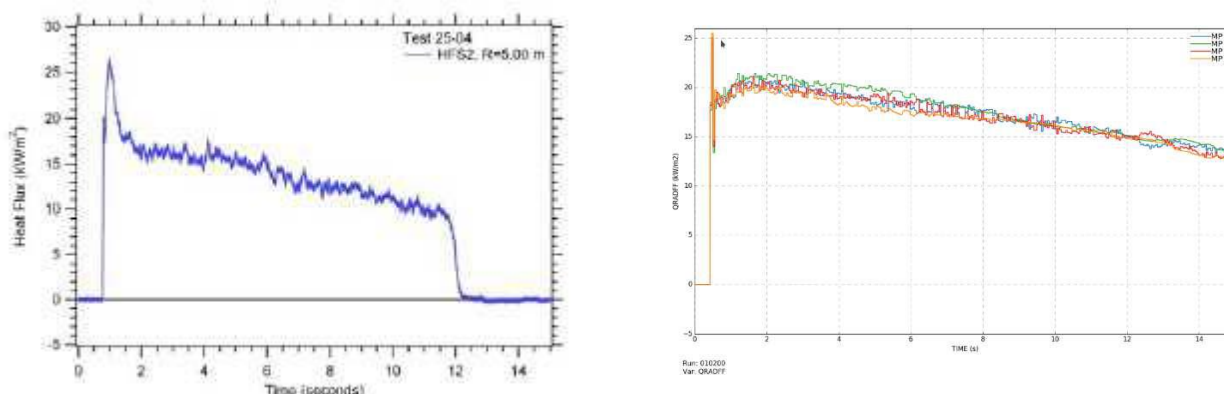 Test 25-04
HFS2, R=5.00 m
30
25
20
15
10
5
0
-5
0
2
4
6
8
10
12
14
Heat Flux (kW/m²)
Time (seconds)
MP
MP
MP
MP
25
20
15
10
5
0
-5
0
2
4
6
8
10
12
14
QRADFF (kW/m2)
TIME (s)
Run: 010200
Var: QRADFF